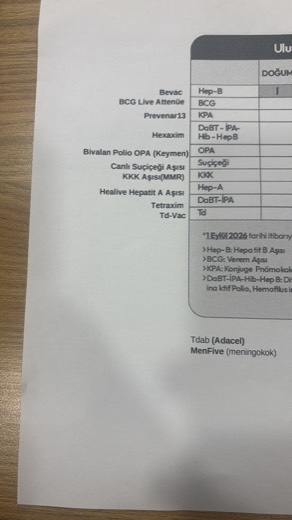 Ulu
DOĞUM
Bevac Hep-B I
BCG Live Attenüe BCG
Prevenar13 KPA
Hexaxim DaBT-İPA-
Hib-HepB
Bivalan Polio OPA (Keymen) OPA
Canlı Suçiçeği Aşısı Suçiçeği
KKK Aşısı(MMR) KKK
Healive Hepatit A Aşısı Hep-A
Tetraxim DaBT-İPA
Td-Vac Td
*1 Eylül 2026 tarihi itibarıy
>Hep-B: Hepatit B Aşısı
>BCG: Verem Aşısı
>KPA: Konjuge Pnömokok
>DaBT-İPA-Hib-Hep B: Di
inaktif Polio, Hemofilus in
Tdab (Adacel)
MenFive (meningokok)